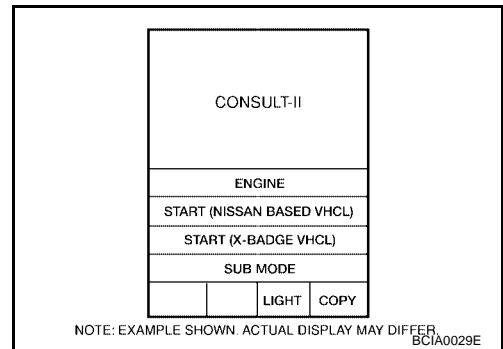 CONSULT-II
ENGINE
START (NISSAN BASED VHCL)
START (X-BADGE VHCL)
SUB MODE
LIGHT COPY
NOTE: EXAMPLE SHOWN. ACTUAL DISPLAY MAY DIFFER.
BCIA0029E